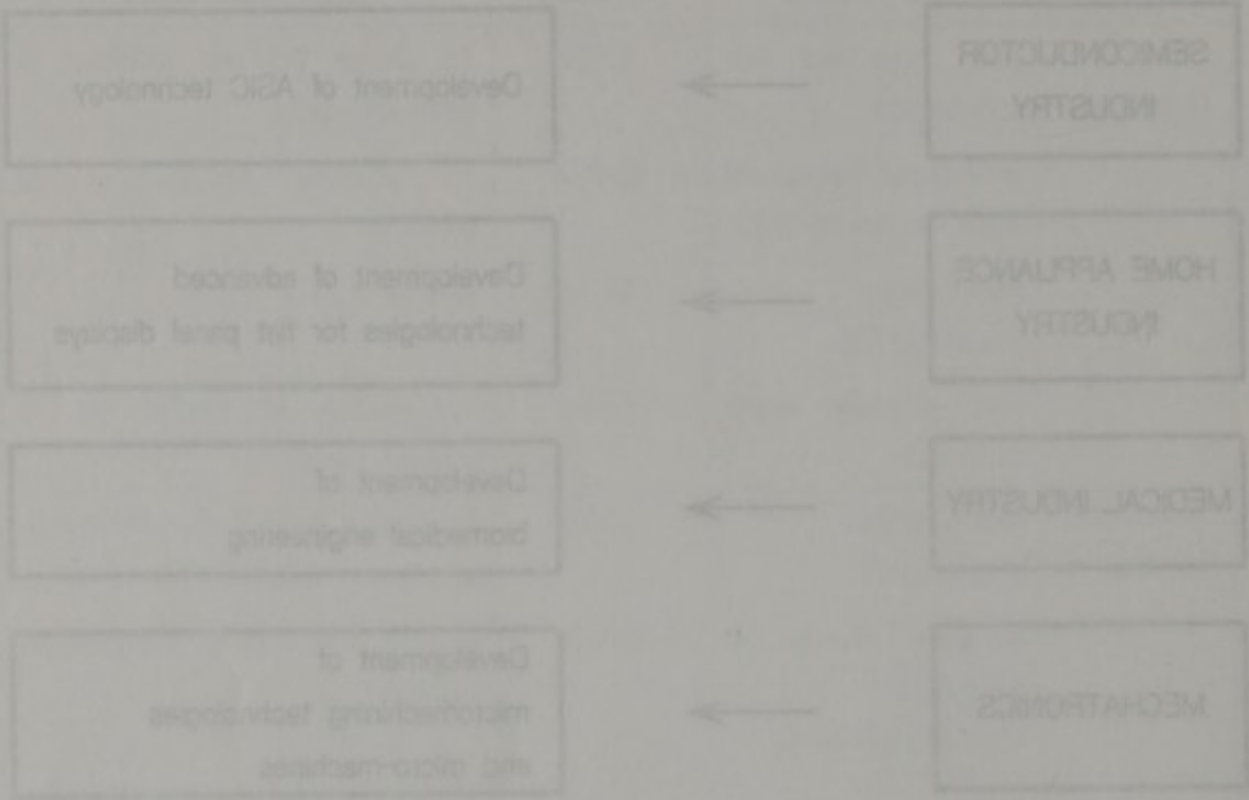 SEMICONDUCTOR
INDUSTRY
Development of ASIC technology
HOME APPLIANCE
INDUSTRY
Development of advanced
technologies for flat panel displays
MEDICAL INDUSTRY
Development of
biomedical engineering
MECHATRONICS
Development of
micromachining technologies
and micro-machines